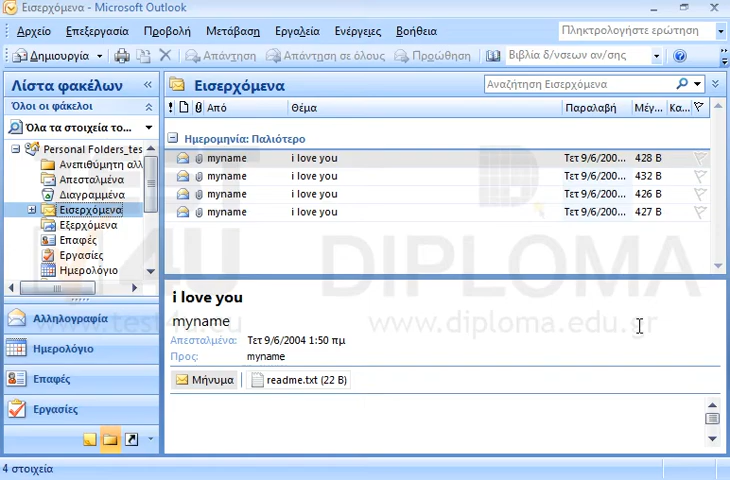 Εισερχόμενα - Microsoft Outlook
Αρχείο Επεξεργασία Προβολή Μετάβαση Εργαλεία Ενέργειες Βοήθεια Πληκτρολογήστε ερώτηση
Δημιουργία Απάντηση Απάντηση σε όλους Προώθηση Βιβλία δ/νσεων αν/σης
Λίστα φακέλων
Όλοι οι φάκελοι
Όλα τα στοιχεία το...
Personal Folders_tes
Ανεπιθύμητη αλλ
Απεσταλμένα
Διαγραμμένα
Εισερχόμενα
Εξερχόμενα
Επαφές
Εργασίες
Ημερολόγιο
Αλληλογραφία
Ημερολόγιο
Επαφές
Εργασίες
Εισερχόμενα Αναζήτηση Εισερχόμενα
! Από Θέμα Παραλαβή Μέγ... Κα...
Ημερομηνία: Παλιότερο
myname i love you Τετ 9/6/200... 428 B
myname i love you Τετ 9/6/200... 432 B
myname i love you Τετ 9/6/200... 426 B
myname i love you Τετ 9/6/200... 427 B
DIPLOMA
www.diploma.edu.gr
i love you
myname
Απεσταλμένα: Τετ 9/6/2004 1:50 πμ
Προς: myname
Μήνυμα readme.txt (22 B)
4 στοιχεία